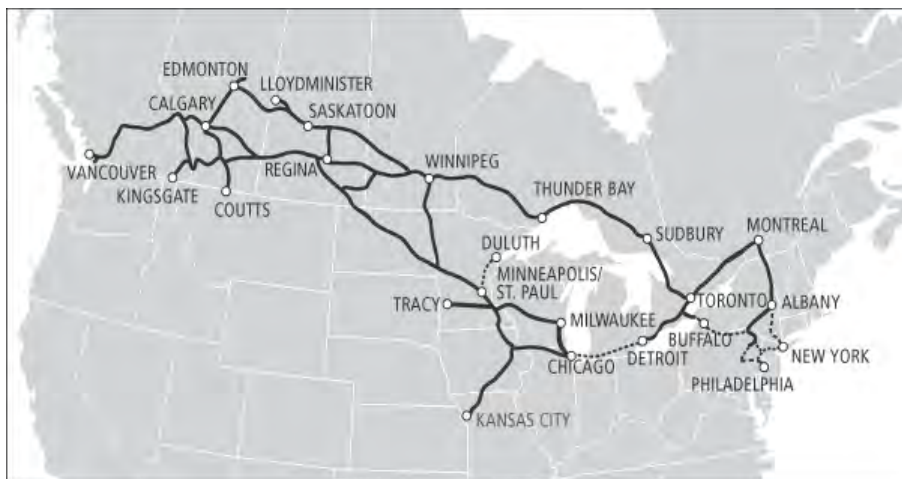 EDMONTON
LLOYDMINISTER
CALGARY
SASKATOON
VANCOUVER
KINGSGATE
COUTTS
REGINA
WINNIPEG
THUNDER BAY
SUDBURY
MONTREAL
DULUTH
MINNEAPOLIS/
ST. PAUL
TRACY
MILWAUKEE
CHICAGO
DETROIT
TORONTO
BUFFALO
ALBANY
NEW YORK
PHILADELPHIA
KANSAS CITY